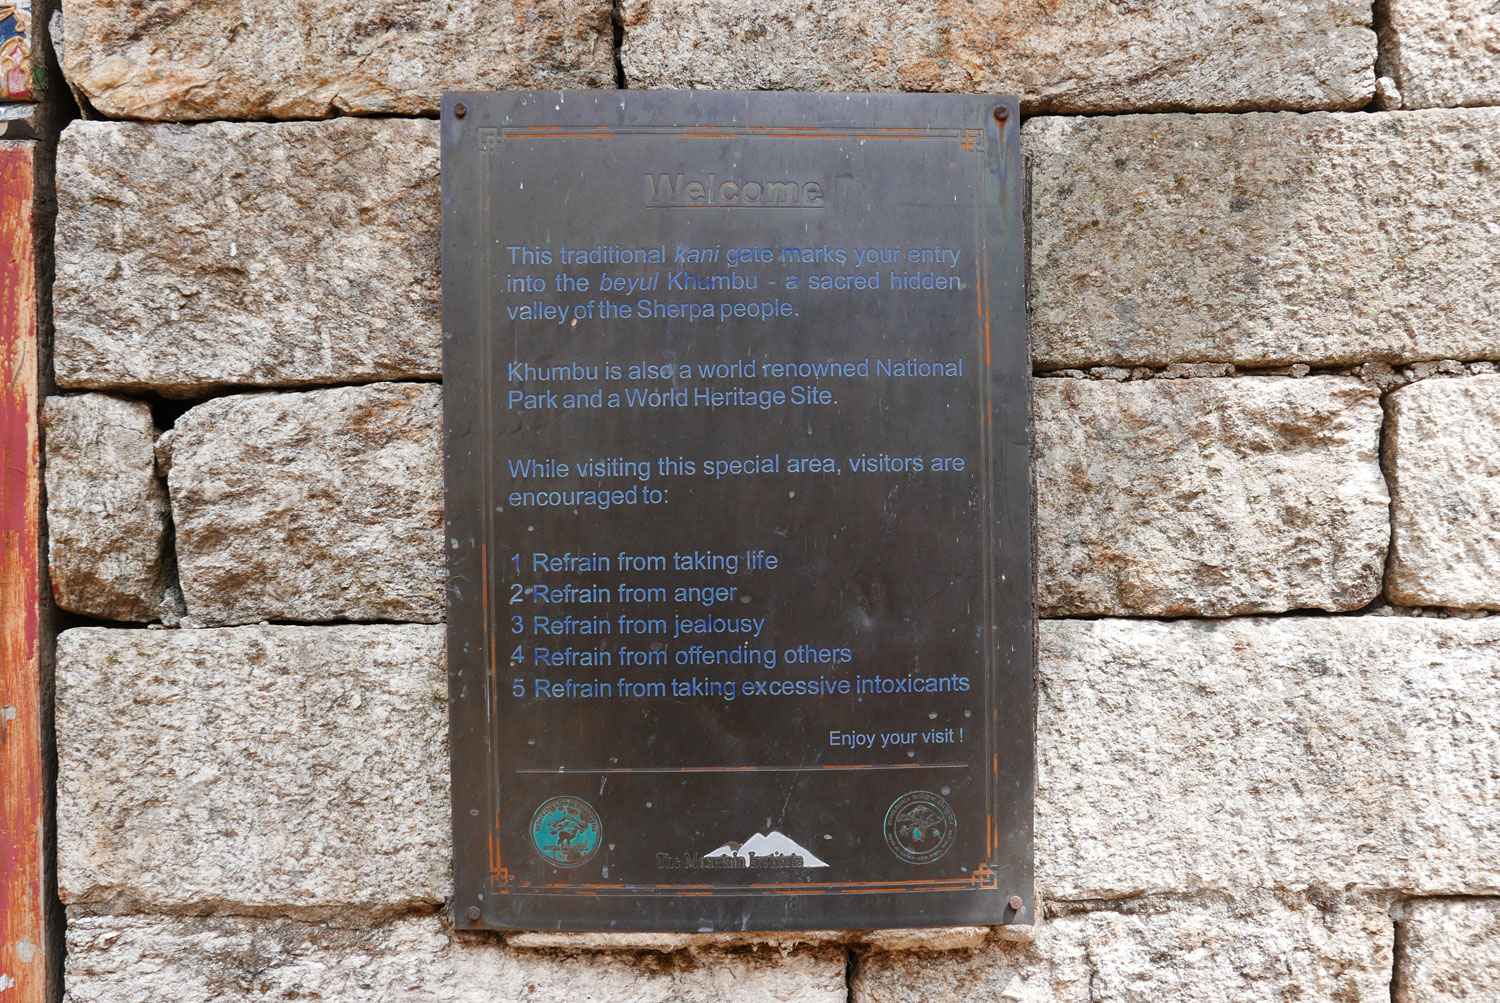 Welcome
This traditional kani gate marks your entry
into the beyul Khumbu - a sacred hidden
valley of the Sherpa people.
Khumbu is also a world renowned National
Park and a World Heritage Site.
While visiting this special area, visitors are
encouraged to:
1 Refrain from taking life
2 Refrain from anger
3 Refrain from jealousy
4 Refrain from offending others
5 Refrain from taking excessive intoxicants
Enjoy your visit !
The Mountain Institute